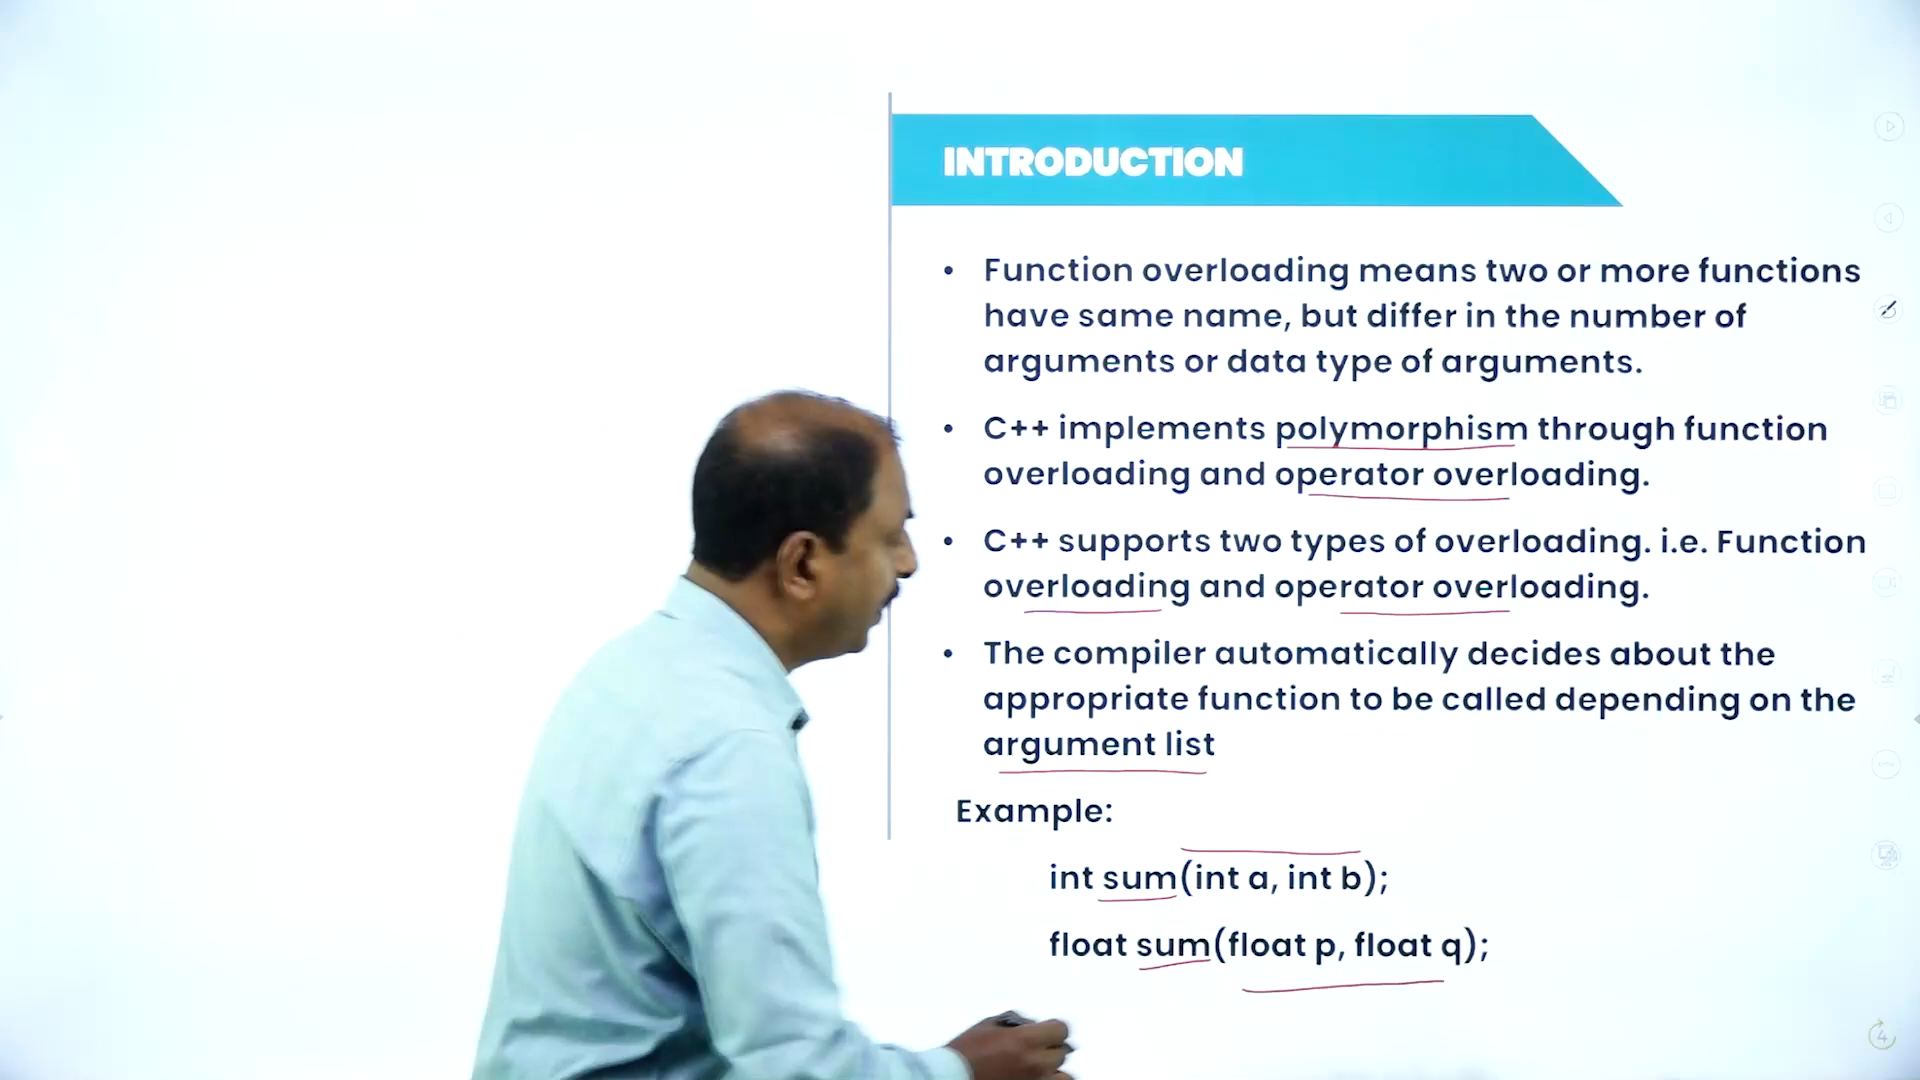 INTRODUCTION
• Function overloading means two or more functions
have same name, but differ in the number of
arguments or data type of arguments.
• C++ implements polymorphism through function
overloading and operator overloading.
• C++ supports two types of overloading. i.e. Function
overloading and operator overloading.
• The compiler automatically decides about the
appropriate function to be called depending on the
argument list
Example:
int sum(int a, int b);
float sum(float p, float q);
4